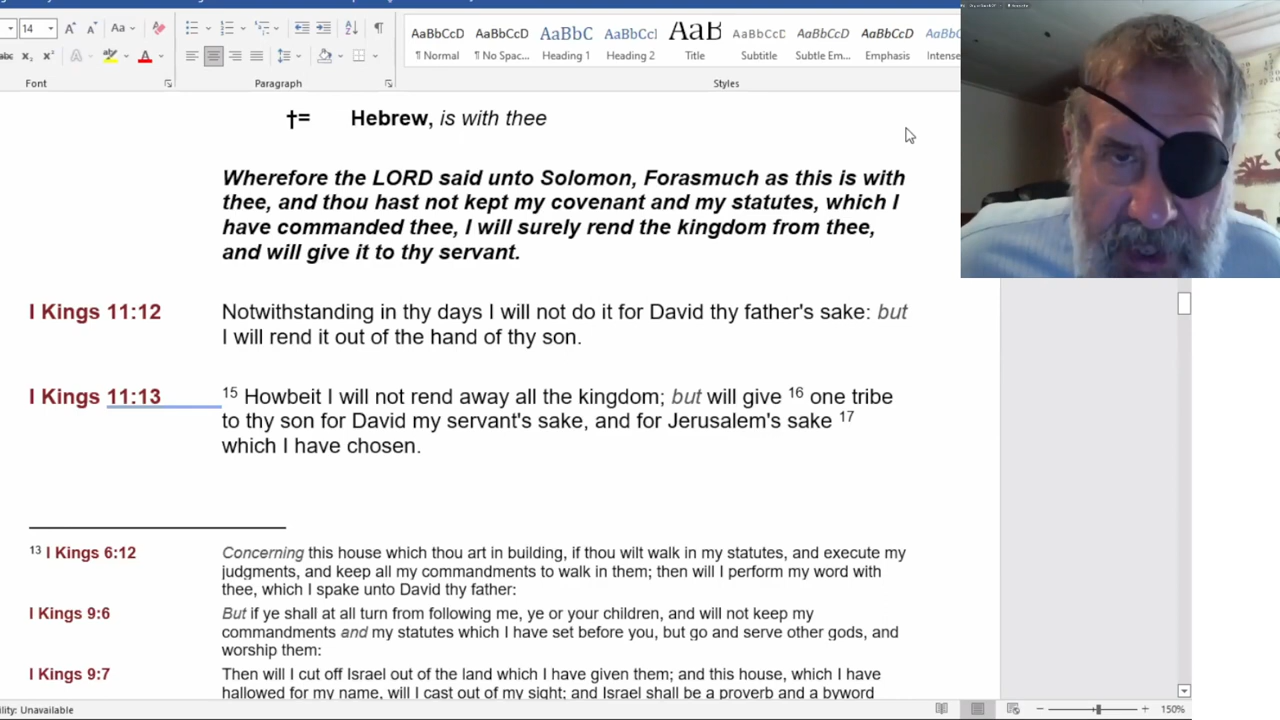 14
Aa
AaBbCcD AaBbCcD AaBbC AaBbCcl AaB AaBbCcD AaBbCcD AaBbCcD
¶ Normal ¶ No Spac... Heading 1 Heading 2 Title Subtitle Subtle Em... Emphasis Intense
Font Paragraph Styles
†= Hebrew, is with thee
Wherefore the LORD said unto Solomon, Forasmuch as this is with
thee, and thou hast not kept my covenant and my statutes, which I
have commanded thee, I will surely rend the kingdom from thee,
and will give it to thy servant.
I Kings 11:12 Notwithstanding in thy days I will not do it for David thy father's sake: but
I will rend it out of the hand of thy son.
I Kings 11:13 15 Howbeit I will not rend away all the kingdom; but will give 16 one tribe
to thy son for David my servant's sake, and for Jerusalem's sake 17
which I have chosen.
13 I Kings 6:12 Concerning this house which thou art in building, if thou wilt walk in my statutes, and execute my
judgments, and keep all my commandments to walk in them; then will I perform my word with
thee, which I spake unto David thy father:
I Kings 9:6 But if ye shall at all turn from following me, ye or your children, and will not keep my
commandments and my statutes which I have set before you, but go and serve other gods, and
worship them:
I Kings 9:7 Then will I cut off Israel out of the land which I have given them; and this house, which I have
hallowed for my name, will I cast out of my sight; and Israel shall be a proverb and a byword
ility: Unavailable 150%